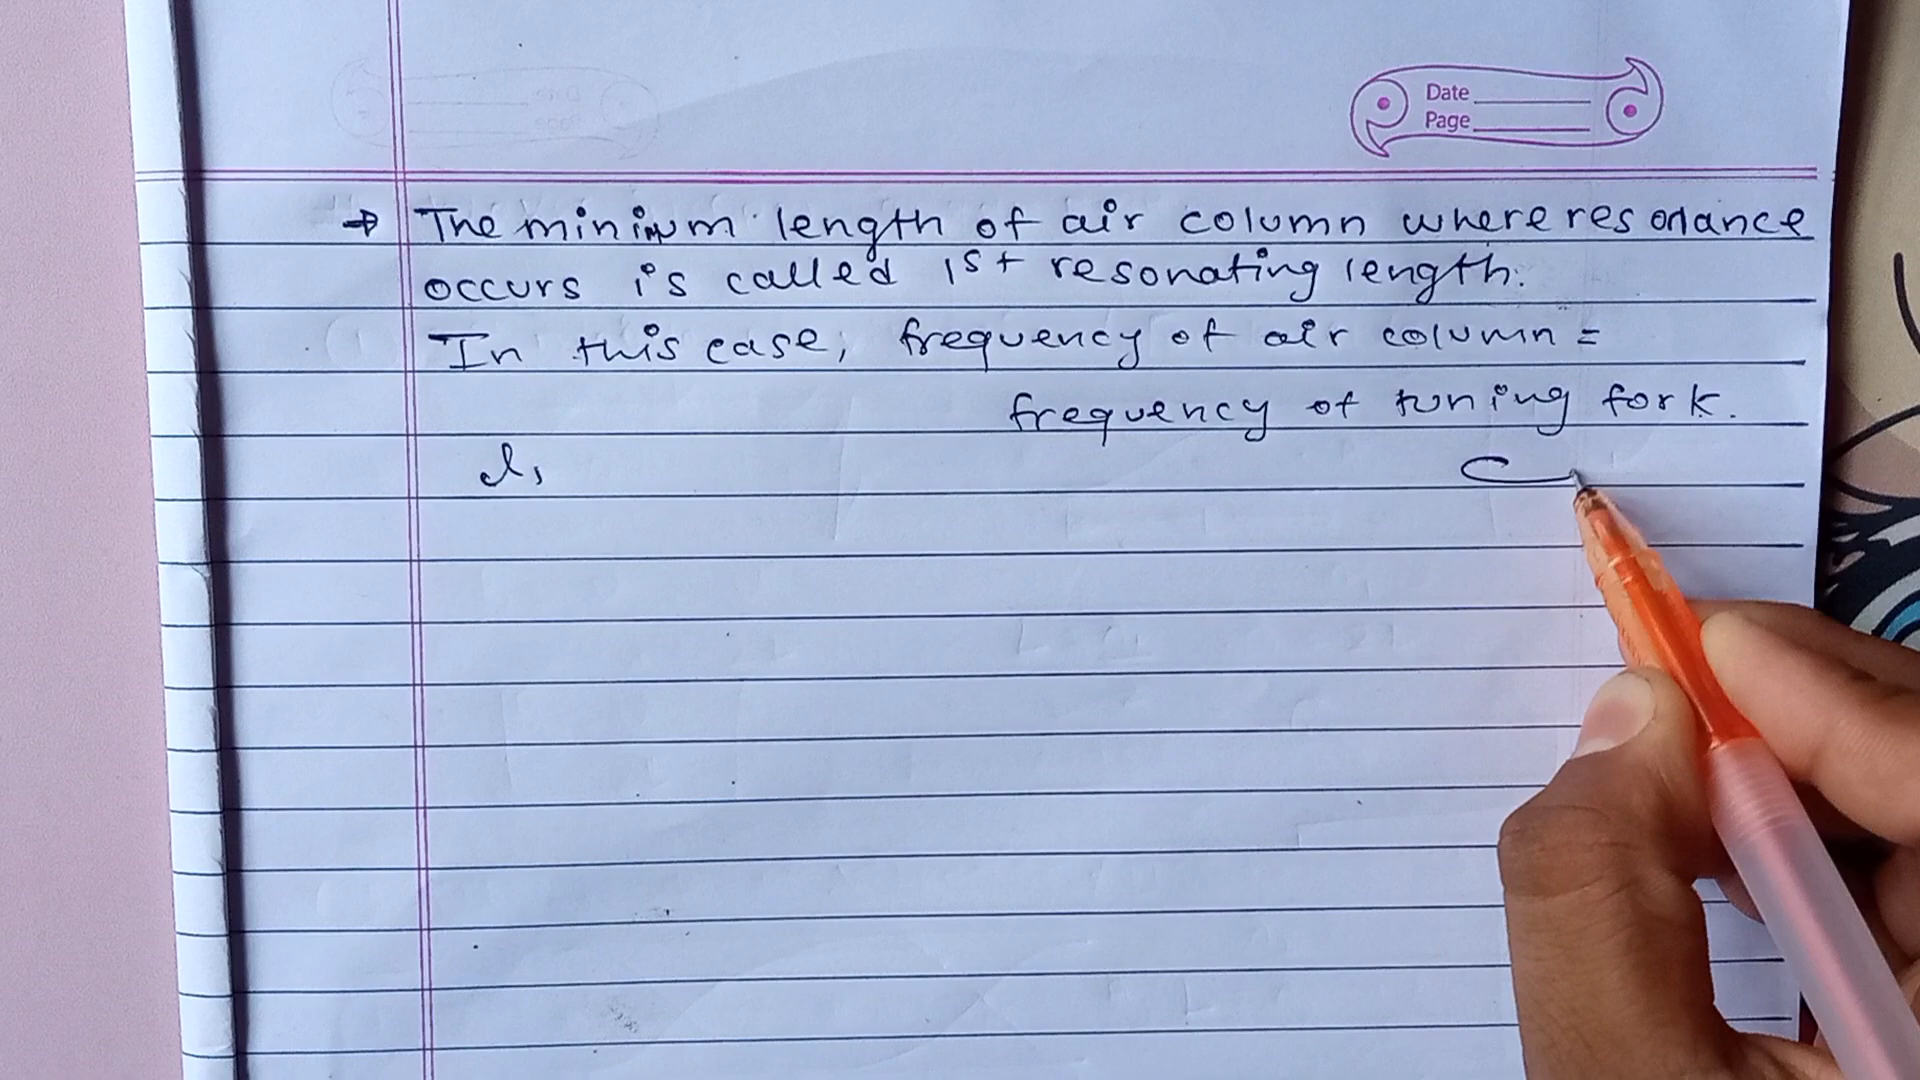 Date
Page
→ The minimum length of air column where resonance
occurs is called 1st resonating length.
In this case, frequency of air column =
frequency of tuning fork.
l₁